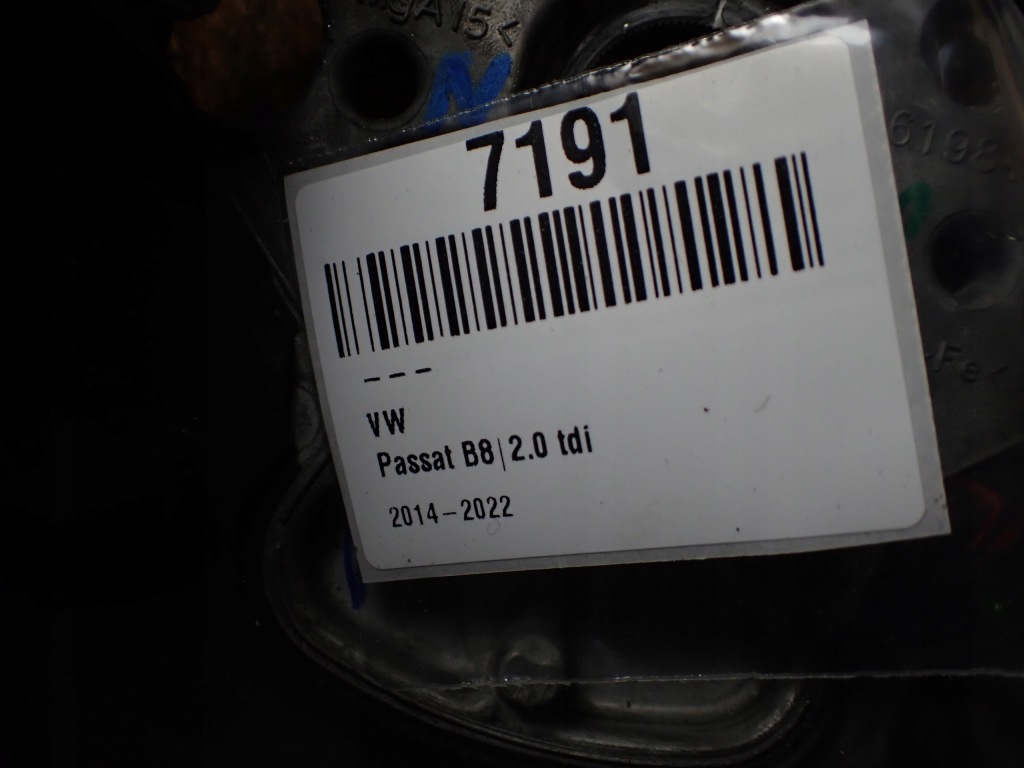 7191
---
VW
Passat B8|2.0 tdi
2014-2022